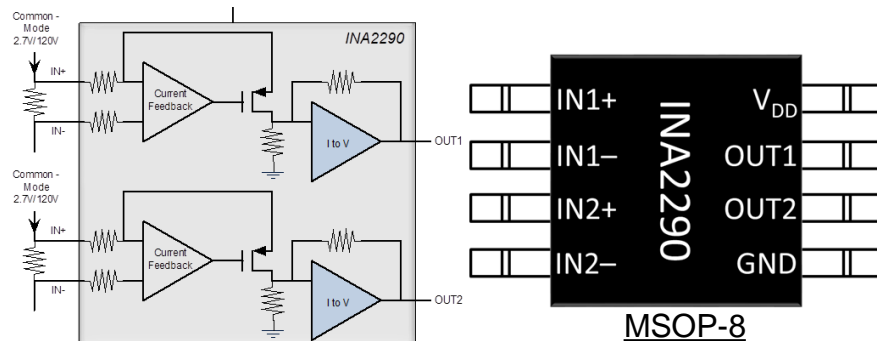 Common -
Mode
2.7V/120V
INA2290
IN+
Current
Feedback
IN-
I to V
OUT1
Common -
Mode
2.7V/120V
IN+
Current
Feedback
IN-
I to V
OUT2
IN1+
IN1–
IN2+
IN2–
INA2290
VDD
OUT1
OUT2
GND
MSOP-8